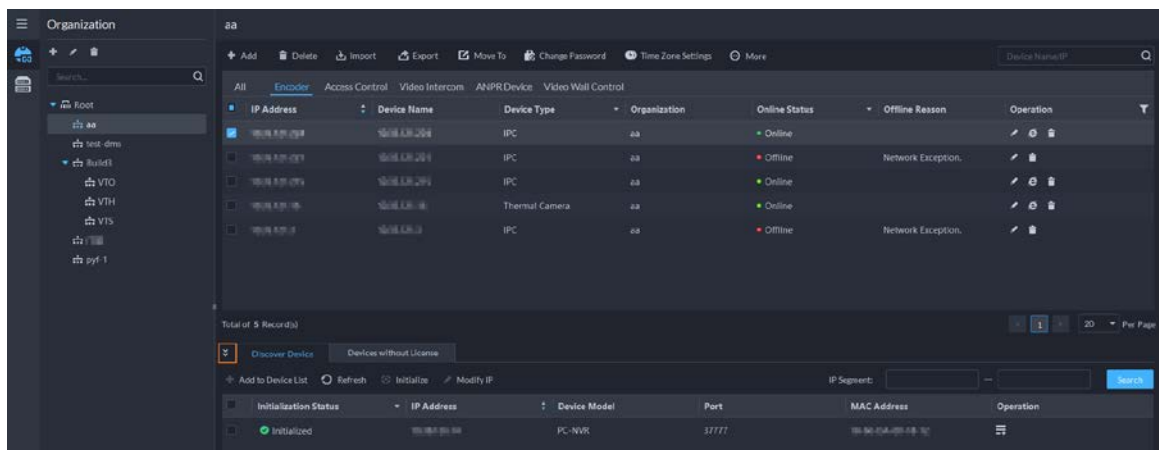 Organization
aa
Add Delete Import Export Move To Change Password Time Zone Settings More Device Name/IP
Search...
All Encoder Access Control Video Intercom ANPR Device Video Wall Control
Root
IP Address Device Name Device Type Organization Online Status Offline Reason Operation
aa
IPC aa Online
test-dms
IPC aa Offline Network Exception.
Build1
VTO
IPC aa Online
VTH
Thermal Camera aa Online
VTS
IPC aa Offline Network Exception.
pyf-1
Total of 5 Record(s)
1 20 Per Page
Discover Device Devices without License
Add to Device List Refresh Initialize Modify IP IP Segment: — Search
Initialization Status IP Address Device Model Port MAC Address Operation
Initialized PC-NVR 37777